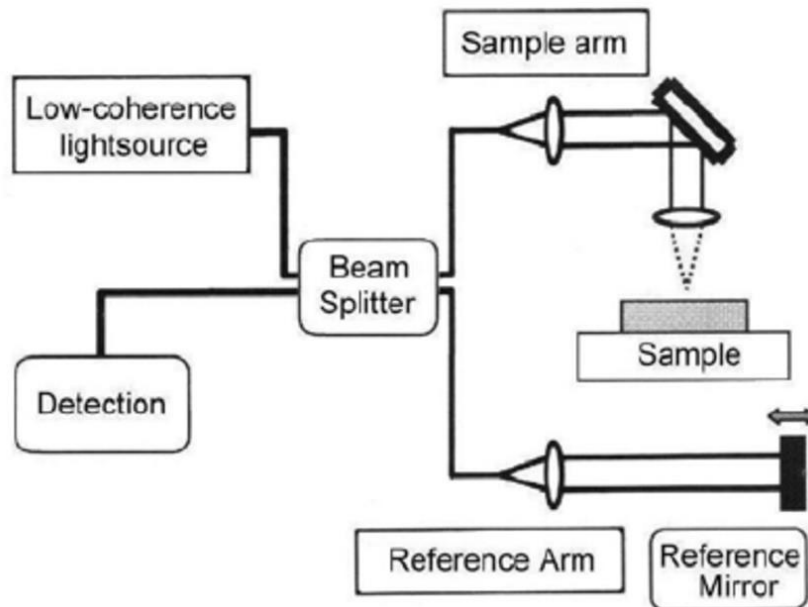 Sample arm
Low-coherence
lightsource
Beam
Splitter
Sample
Detection
Reference Arm
Reference
Mirror